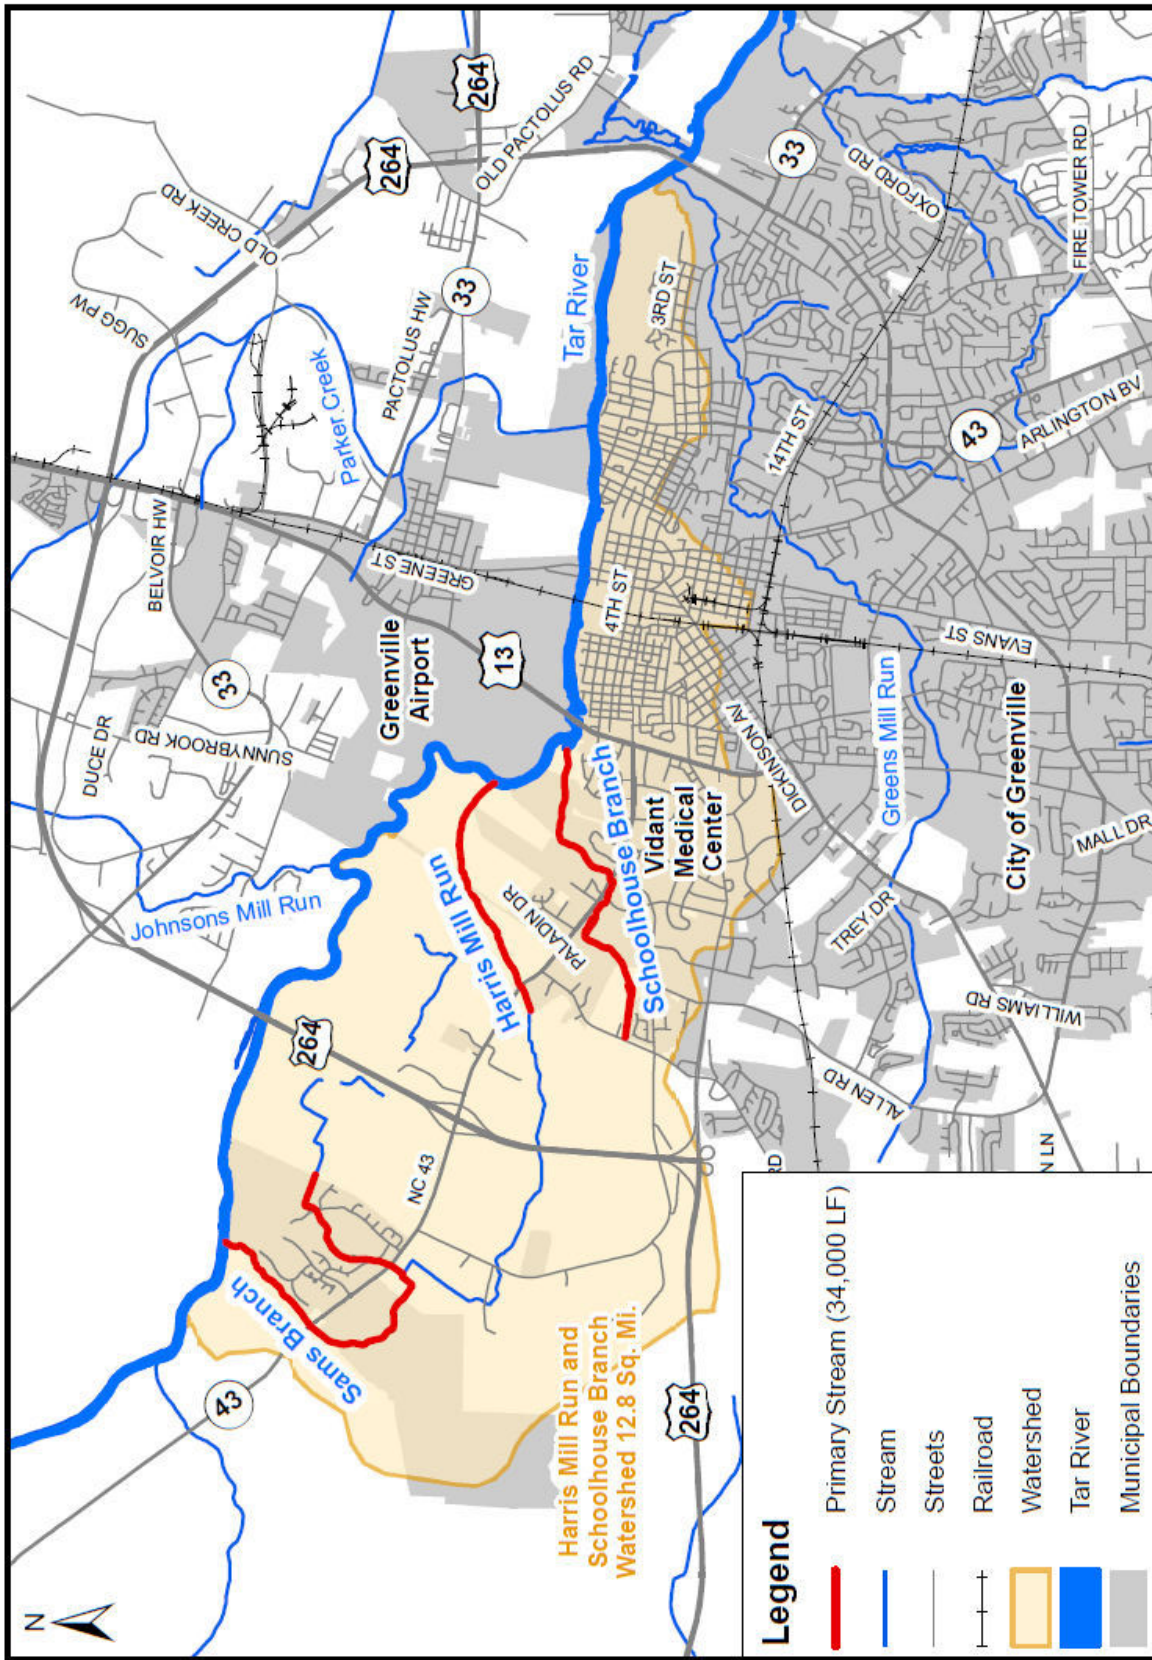 N
43
264
Johnsons Mill Run
DUCE DR
SUNNYBROOK RD
33
BELVOIR HW
SUGG PW
OLD CREEK RD
264
264
OLD PACTOLUS RD
Parker Creek
PACTOLUS HW
33
GREENE ST
Greenville
Airport
13
Tar River
Sams Branch
NC 43
Harris Mill Run
PALADIN DR
Schoolhouse Branch
Vidant
Medical
Center
4TH ST
3RD ST
33
OXFORD RD
FIRE TOWER RD
14TH ST
43
ARLINGTON BV
EVANS ST
DICKINSON AV
Greens Mill Run
City of Greenville
MALL DR
TREY DR
WILLIAMS RD
ALLEN RD
RD
N LN
Harris Mill Run and
Schoolhouse Branch
Watershed 12.8 Sq. Mi.
264
Legend
Primary Stream (34,000 LF)
Stream
Streets
Railroad
Watershed
Tar River
Municipal Boundaries